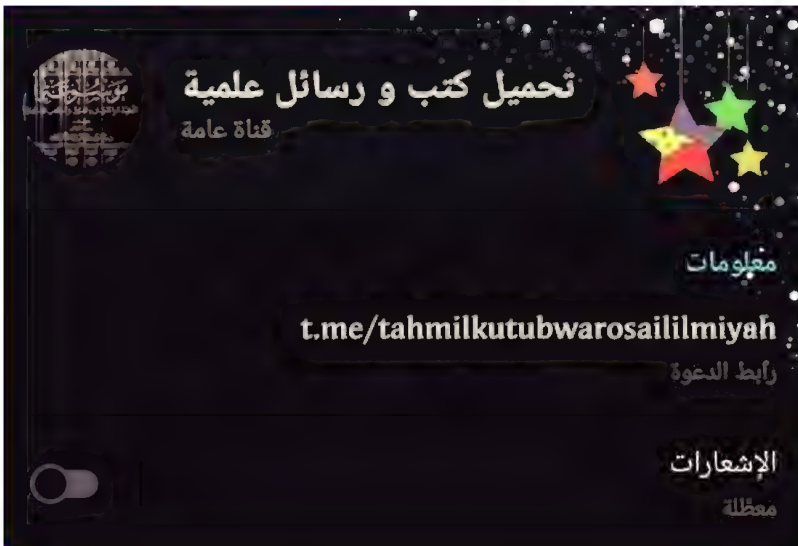 تحميل كتب و رسائل علمية
قناة عامة
معلومات
t.me/tahmilkutubwarosaililmiyah
رابط الدعوة
الإشعارات
معطلة